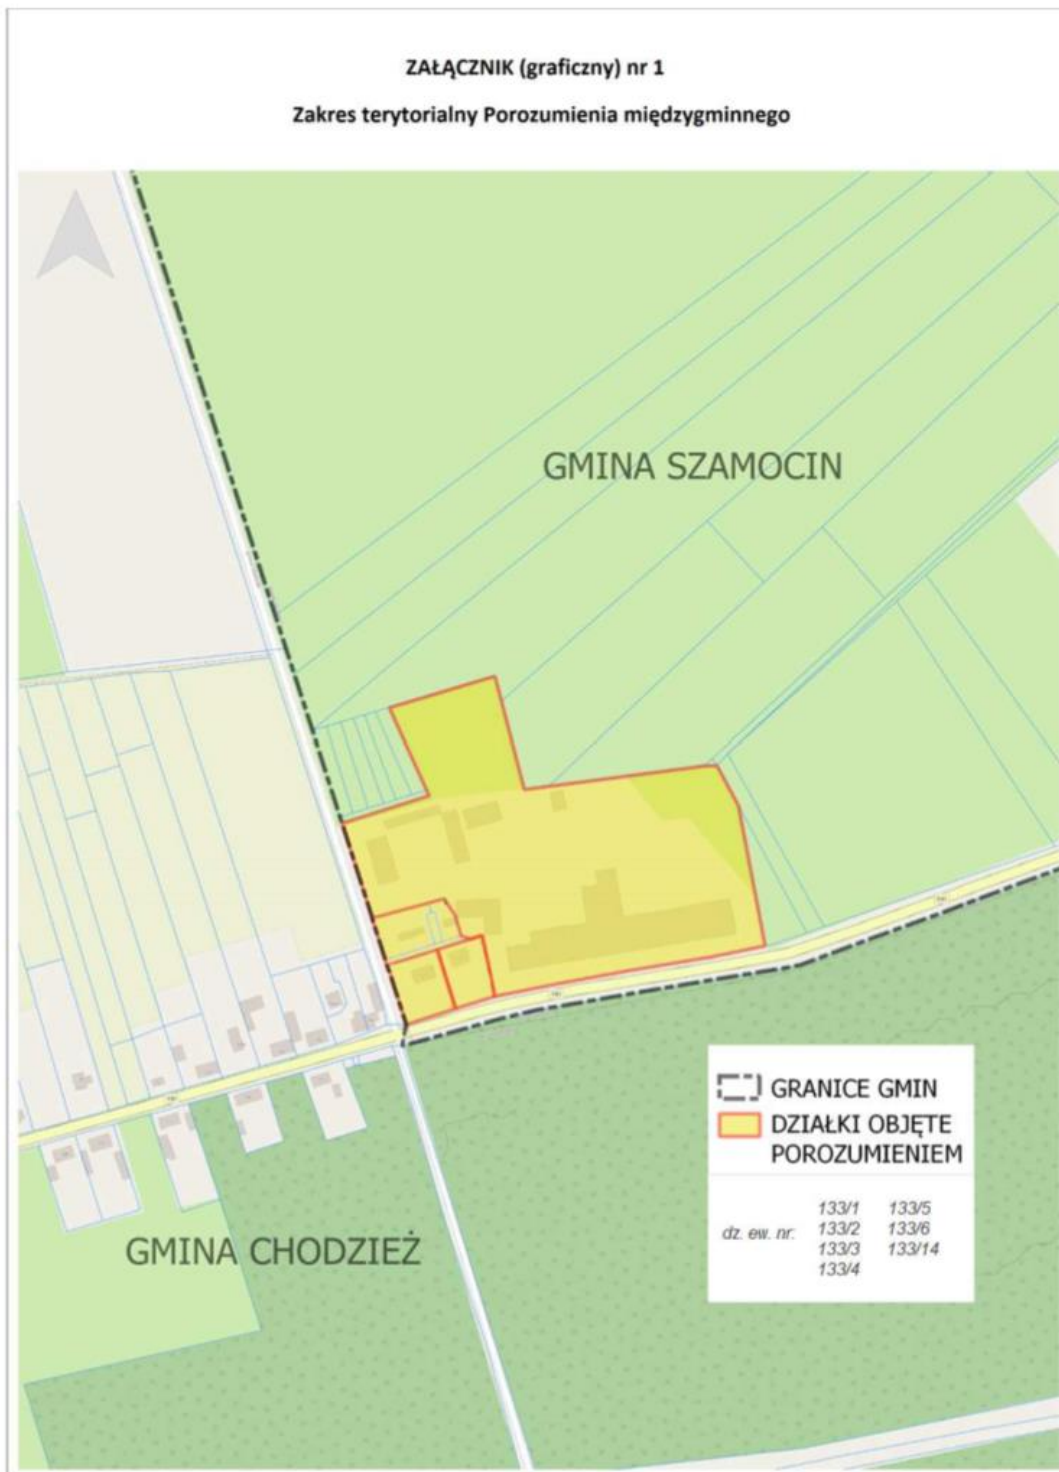 ZAŁĄCZNIK (graficzny) nr 1
Zakres terytorialny Porozumienia międzygminnego
GMINA SZAMOCIN
GMINA CHODZIEŻ
GRANICE GMIN
DZIAŁKI OBJĘTE
POROZUMIENIEM
dz. ew. nr:
133/1 133/5
133/2 133/6
133/3 133/14
133/4